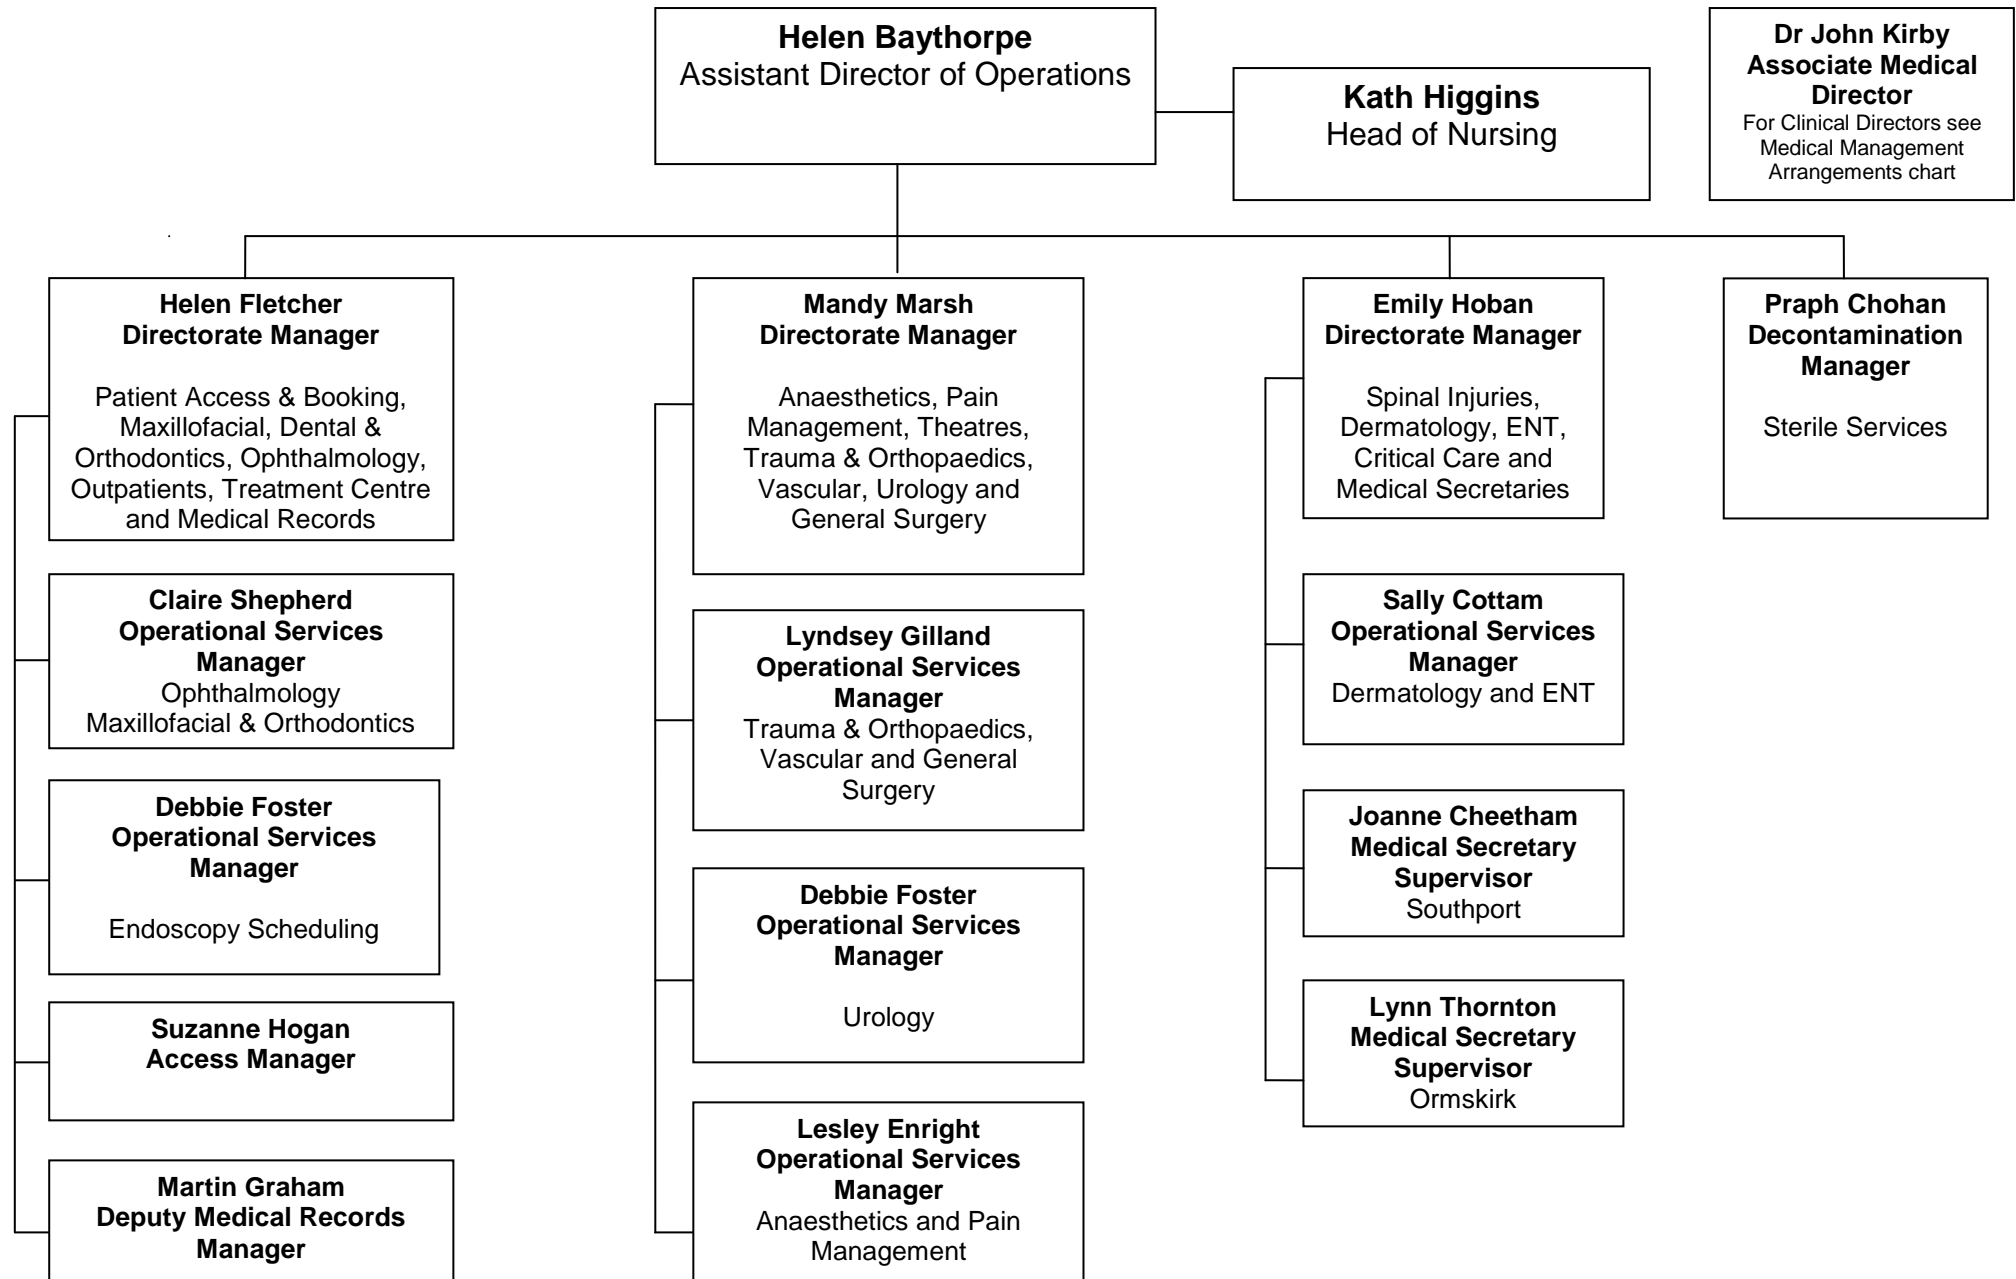 Helen Baythorpe
Assistant Director of Operations
Kath Higgins
Head of Nursing
Dr John Kirby
Associate Medical
Director
For Clinical Directors see
Medical Management
Arrangements chart
Helen Fletcher
Directorate Manager
Patient Access & Booking,
Maxillofacial, Dental &
Orthodontics, Ophthalmology,
Outpatients, Treatment Centre
and Medical Records
Claire Shepherd
Operational Services
Manager
Ophthalmology
Maxillofacial & Orthodontics
Debbie Foster
Operational Services
Manager
Endoscopy Scheduling
Suzanne Hogan
Access Manager
Martin Graham
Deputy Medical Records
Manager
Mandy Marsh
Directorate Manager
Anaesthetics, Pain
Management, Theatres,
Trauma & Orthopaedics,
Vascular, Urology and
General Surgery
Lyndsey Gilland
Operational Services
Manager
Trauma & Orthopaedics,
Vascular and General
Surgery
Debbie Foster
Operational Services
Manager
Urology
Lesley Enright
Operational Services
Manager
Anaesthetics and Pain
Management
Emily Hoban
Directorate Manager
Spinal Injuries,
Dermatology, ENT,
Critical Care and
Medical Secretaries
Sally Cottam
Operational Services
Manager
Dermatology and ENT
Joanne Cheetham
Medical Secretary
Supervisor
Southport
Lynn Thornton
Medical Secretary
Supervisor
Ormskirk
Praph Chohan
Decontamination
Manager
Sterile Services